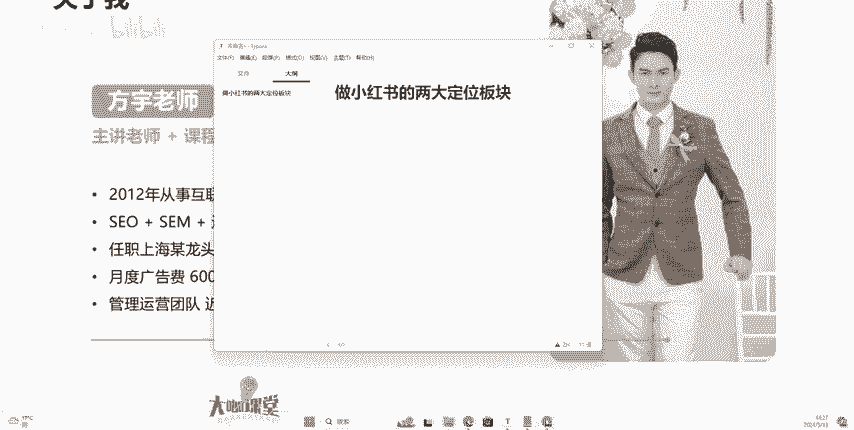 关于我
bilibili
方宇老师
主讲老师 + 课程
• 2012年从事互联
• SEO + SEM +
• 任职上海某龙头
• 月度广告费 600
• 管理运营团队 近
文件(F) 编辑(E) 段落(P) 格式(O) 视图(V) 主题(T) 帮助(H)
文件 大纲
做小红书的两大定位板块
做小红书的两大定位板块
大咖课堂
17°C
搜索